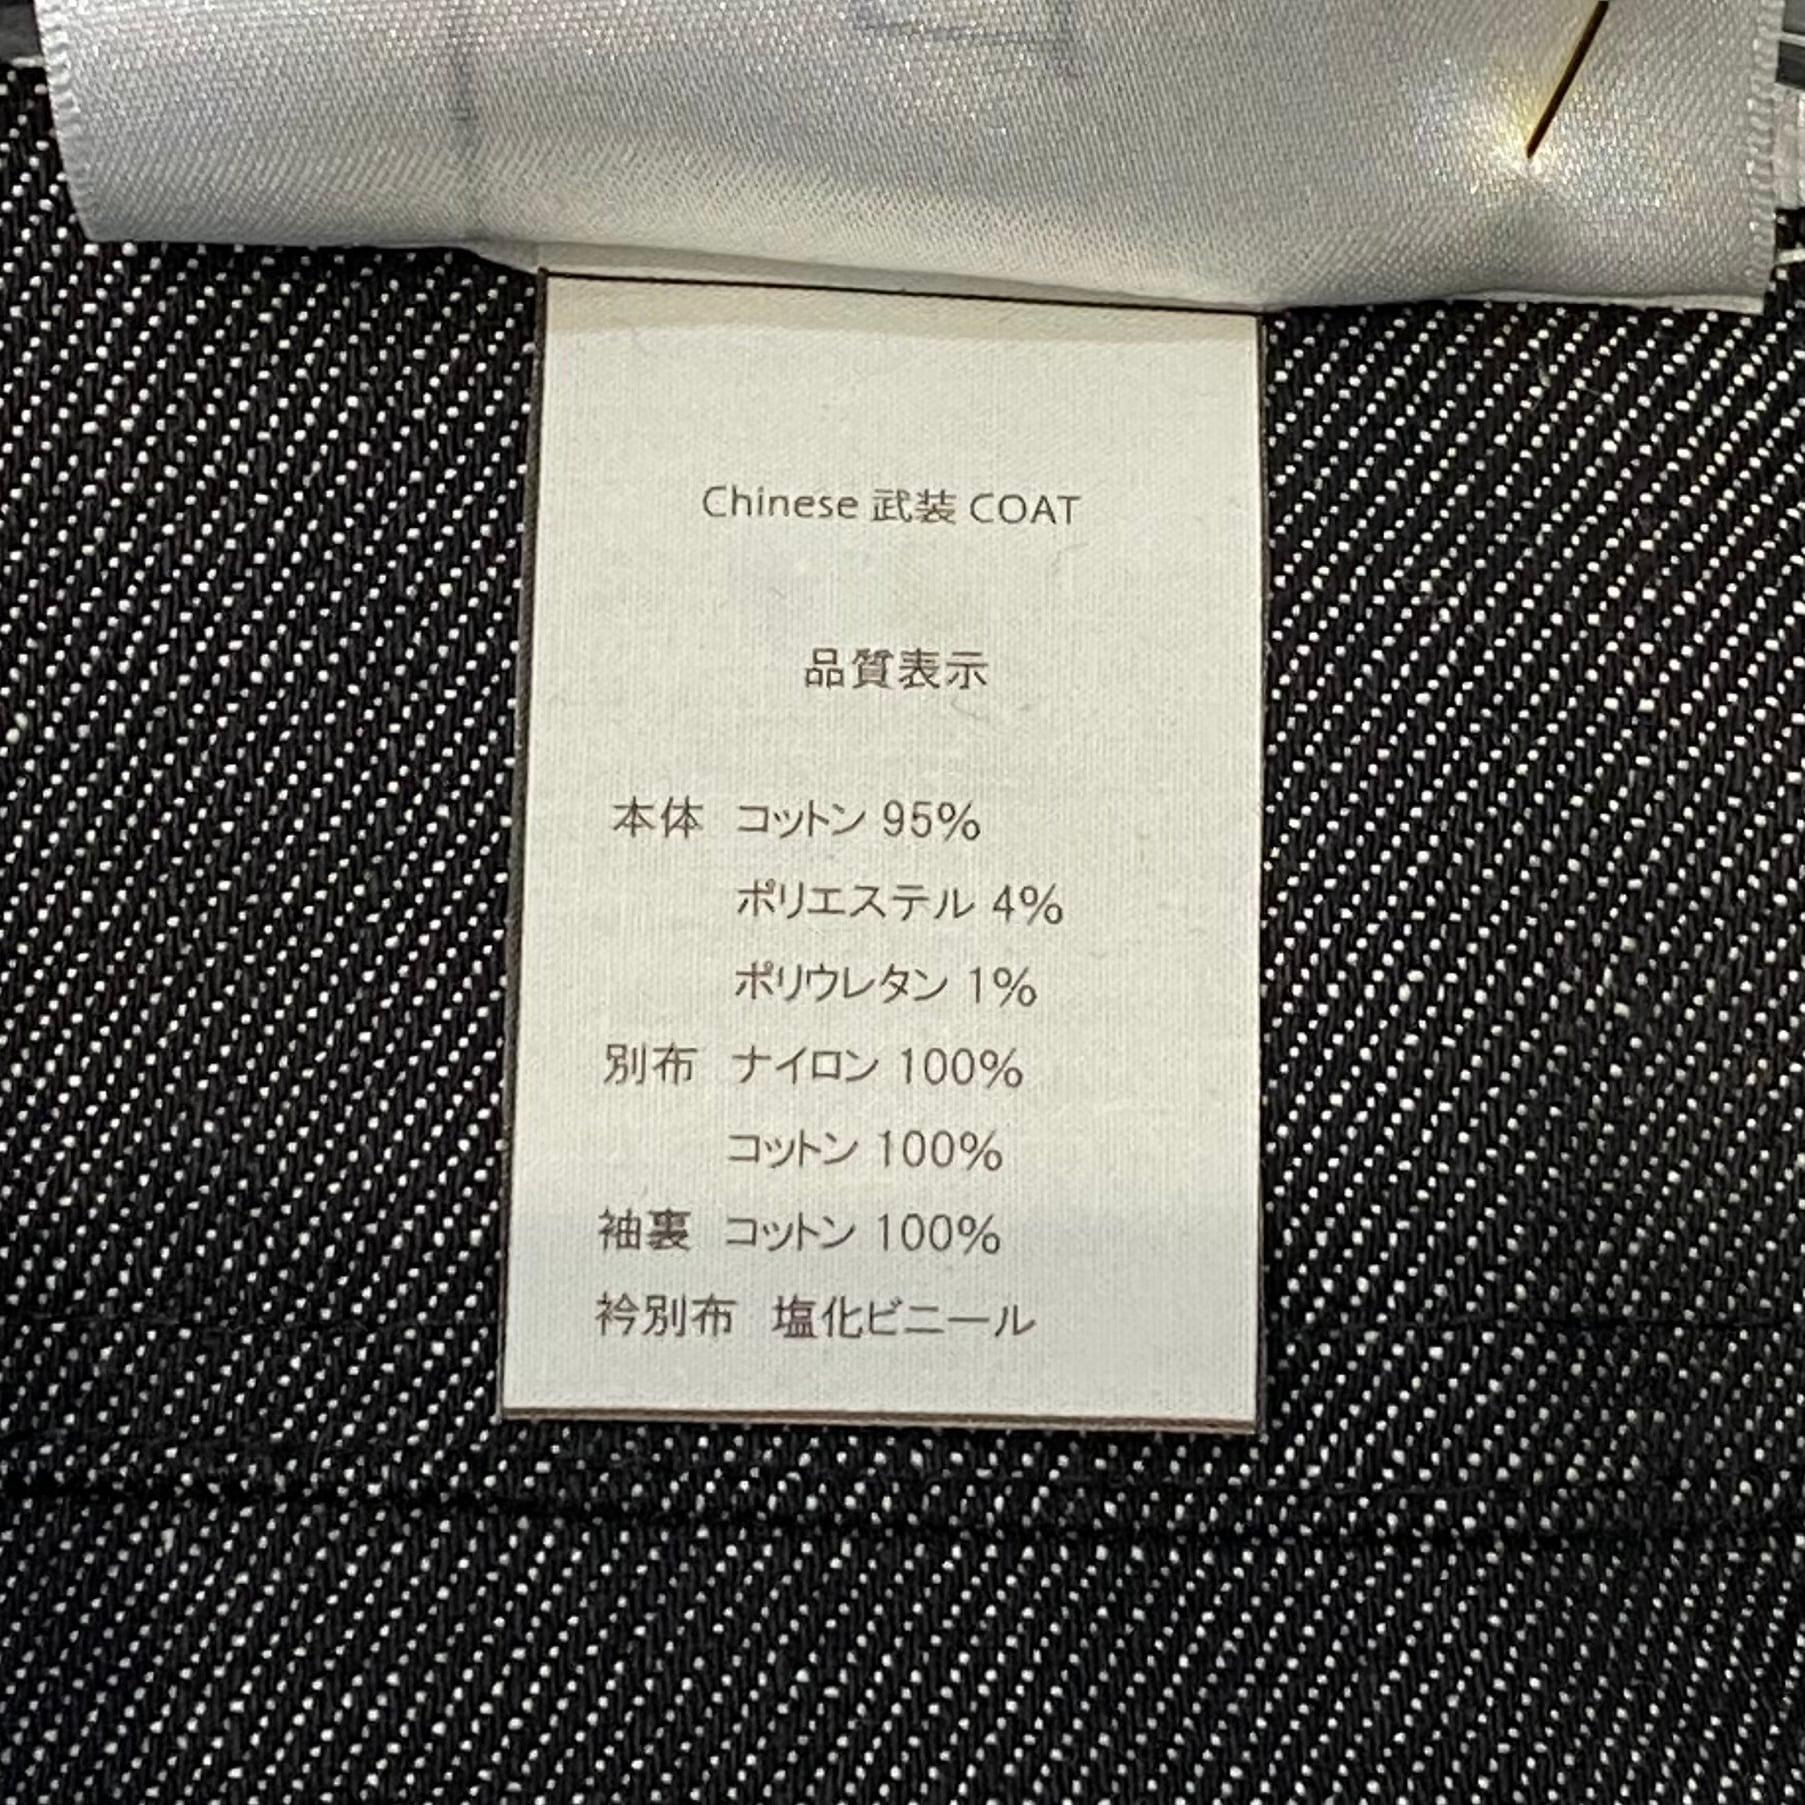 Chinese 武装 COAT
品質表示
本体 コットン 95%
ポリエステル 4%
ポリウレタン 1%
別布 ナイロン 100%
コットン 100%
袖裏 コットン 100%
衿別布 塩化ビニール